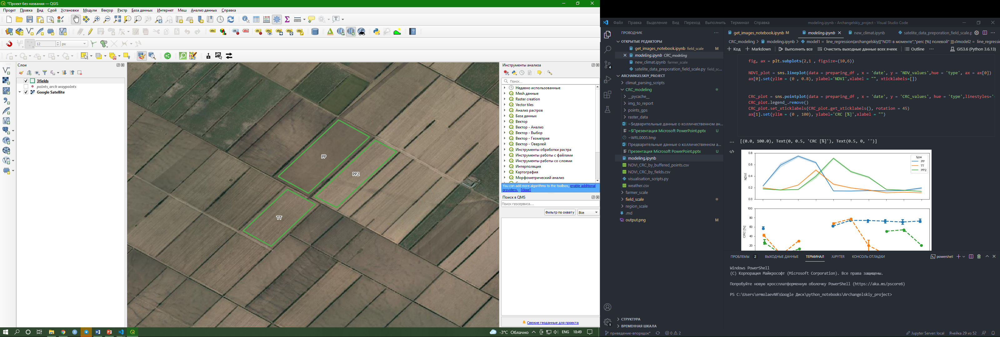 *Проект без названия — QGIS
Проект Правка Вид Слой Установки Модули Вектор Растр База данных Интернет Меш Анализ данных Справка
12 px
Слои
3fields
points_arch waypoints
Google Satellite
PP
PP2
TT
Инструменты анализа
Поиск...
Недавно использованные
Mesh данные
Raster creation
Vector tiles
Анализ растров
База данных
Вектор
Вектор - Анализ
Вектор - Выбор
Вектор - Геометрия
Вектор - Оверлей
Инструменты обработки растра
Инструменты работы с файлами
Инструменты работы со слоями
Интерполяция
Картография
Морфометрический анализ
You can add more algorithms to the toolbox, enable additional
providers. [close]
Поиск в QMS
Поиск геосервиса...
Фильтр по охвату Все
Свежие геоданные для проекта
-3°C Облачно ENG 10:49
Файл Правка Выделение Вид Переход Выполнить Терминал Справка
modeling.ipynb - Archangelskiy_project - Visual Studio Code
ПРОВОДНИК
ОТКРЫТЫЕ РЕДАКТОРЫ
get_images_notebook.ipynb field_scale M
modeling.ipynb CRC_modeling
new_climat.ipynb farmer_scale
satelite_data_preporation_field_scale.py field_sc...
ARCHANGELSKIY_PROJECT
climat_parsing_scripts
CRC_modeling
__pycache__
img_to_report
points_gps
raster_data
~$едварительные данные о колличественном ан...
~$Презентация Microsoft PowerPoint.pptx U
~WRL0005.tmp
Предварительные данные о колличественном а...
Презентация Microsoft PowerPoint.pptx U
modeling.ipynb
NDVI_CRC_by_buffered_points.csv
NDVI_CRC_by_fields.csv
visualisation_scripts.py
weather.csv
farmer_scale
field_scale
region_scale
.md
output.png M
СТРУКТУРА
ВРЕМЕННАЯ ШКАЛА
get_images_notebook.ipynb M modeling.ipynb new_climat.ipynb satelite_data_preporation_field_scale.p
CRC_modeling > modeling.ipynb > model1 = line_regression(archangelskiy[["NDTI в моменте","перс [%] полевой" ]])⏎model2 = line_regression
Код Markdown Выполнить все Очистить выходные данные всех ячеек Outline ... GIS3.6 (Python 3.6.13)
fig, ax = plt.subplots(2,1 , figsize=(10,6))
NDVI_plot = sns.lineplot(data = preparing_df , x = 'date', y = 'NDV_values',hue = 'type', ax = ax[0])
ax[0].set(ylim = (0 , 0.8), ylabel='NDVI',xlabel = "", xticklabels=[])
CRC_plot = sns.pointplot(data = preparing_df , x = 'date', y = 'CRC_values', hue = 'type',linestyles='
CRC_plot.legend_.remove()
CRC_plot.set_xticklabels(CRC_plot.get_xticklabels(), rotation = 45)
ax[1].set(ylim = (0 , 100), ylabel='CRC [%]',xlabel = "")
[(0.0, 100.0), Text(0, 0.5, 'CRC [%]'), Text(0.5, 0, '')]
0.8
0.6
0.4
0.2
0.0
NDVI
type
PP
TT
PP2
100
80
60
40
20
CRC [%]
ПРОБЛЕМЫ 2 ВЫХОДНЫЕ ДАННЫЕ ТЕРМИНАЛ JUPYTER КОНСОЛЬ ОТЛАДКИ powershell
Windows PowerShell
(C) Корпорация Майкрософт (Microsoft Corporation). Все права защищены.
Попробуйте новую кроссплатформенную оболочку PowerShell (https://aka.ms/pscore6)
PS C:\Users\ermolaevNR\Google Диск\python_notebooks\Archangelskiy_project>
приведение-впорядок* 0 2 Jupyter Server: local Ячейка 29 из 52